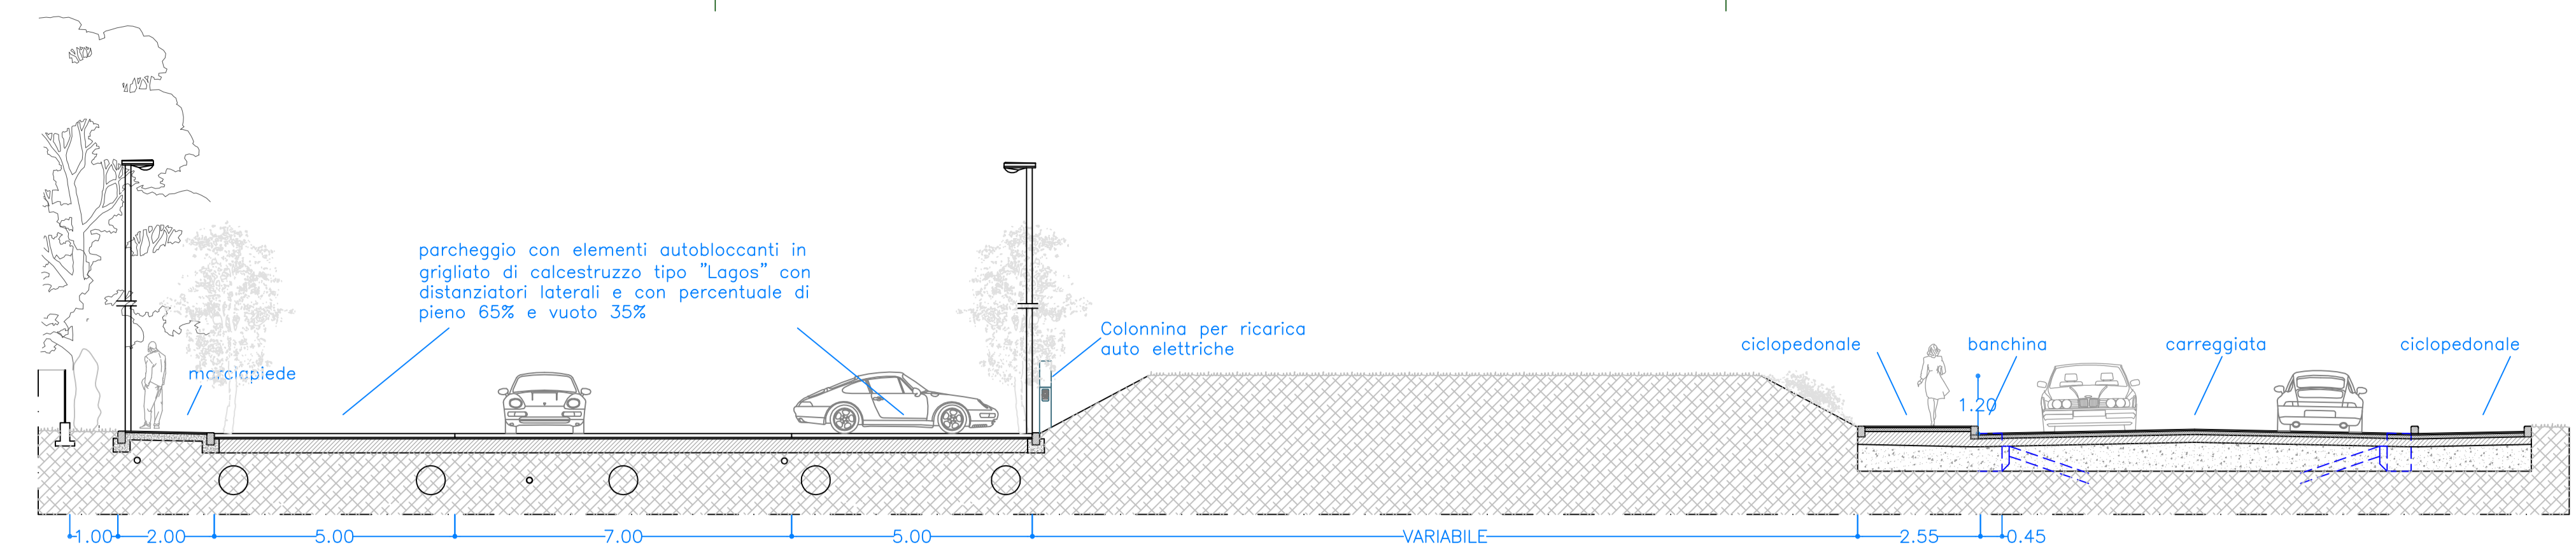 parcheggio con elementi autobloccanti in
grigliato di calcestruzzo tipo "Lagos" con
distanziatori laterali e con percentuale di
pieno 65% e vuoto 35%
Colonnina per ricarica
auto elettriche
marciapiede
ciclopedonale
banchina
carreggiata
ciclopedonale
1.20
1.00
2.00
5.00
7.00
5.00
VARIABILE
2.55
0.45